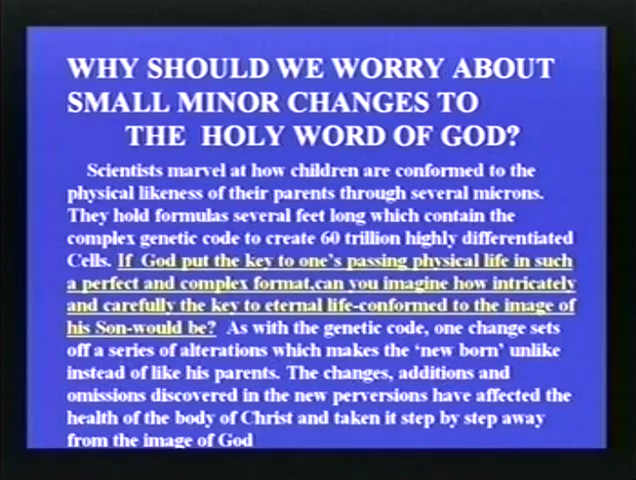 WHY SHOULD WE WORRY ABOUT
SMALL MINOR CHANGES TO
THE HOLY WORD OF GOD?
Scientists marvel at how children are conformed to the
physical likeness of their parents through several microns.
They hold formulas several feet long which contain the
complex genetic code to create 60 trillion highly differentiated
Cells. If God put the key to one's passing physical life in such
a perfect and complex format,can you imagine how intricately
and carefully the key to eternal life-conformed to the image of
his Son-would be? As with the genetic code, one change sets
off a series of alterations which makes the 'new born' unlike
instead of like his parents. The changes, additions and
omissions discovered in the new perversions have affected the
health of the body of Christ and taken it step by step away
from the image of God